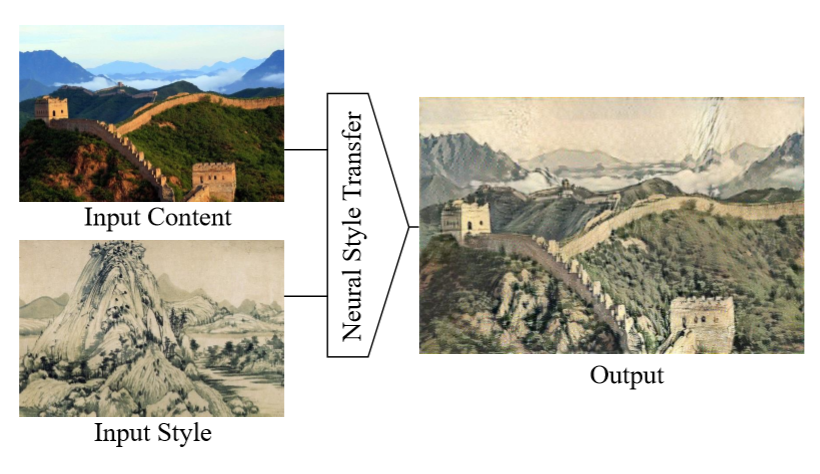 Input Content
Neural Style Transfer
Input Style
Output